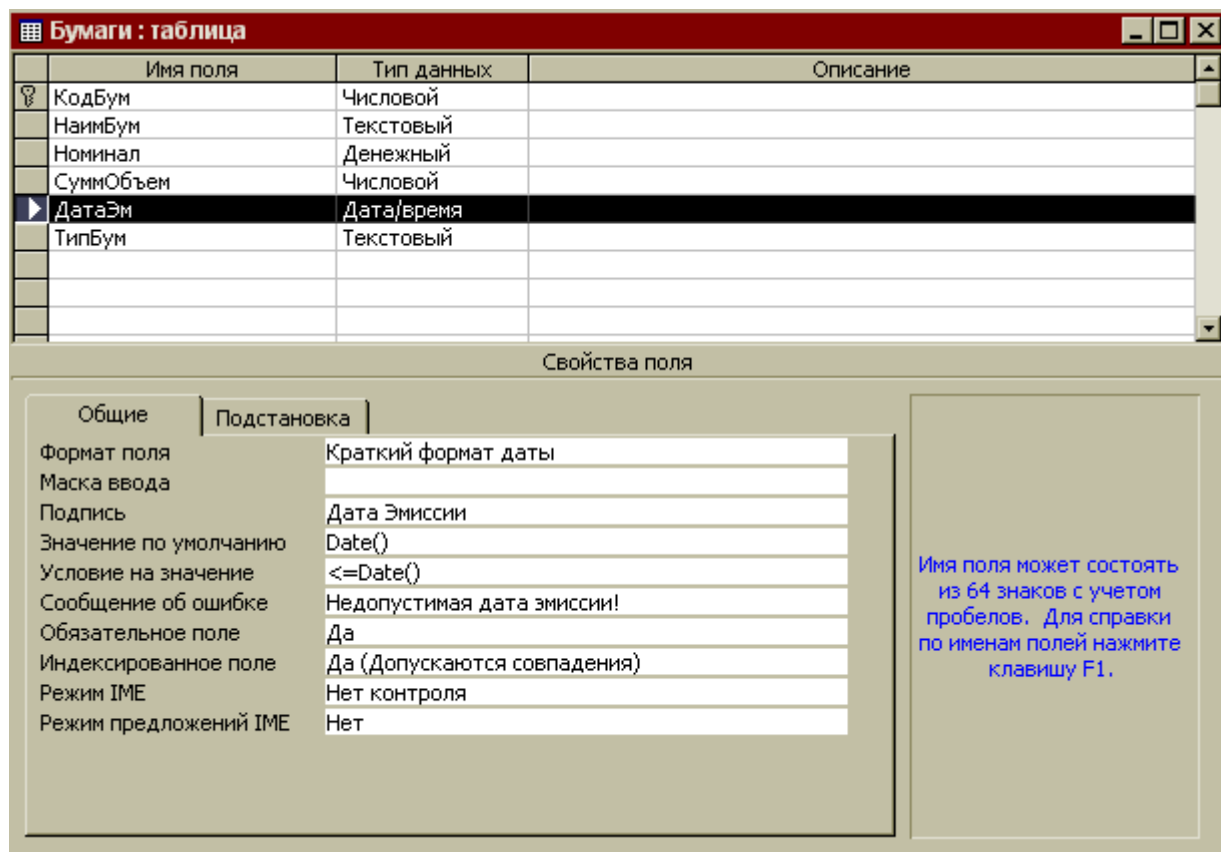 Бумаги : таблица
Имя поля Тип данных Описание
КодБум Числовой
НаимБум Текстовый
Номинал Денежный
СуммОбъем Числовой
ДатаЭм Дата/время
ТипБум Текстовый
Свойства поля
Общие Подстановка
Формат поля Краткий формат даты
Маска ввода
Подпись Дата Эмиссии
Значение по умолчанию Date()
Условие на значение <=Date()
Сообщение об ошибке Недопустимая дата эмиссии!
Обязательное поле Да
Индексированное поле Да (Допускаются совпадения)
Режим IME Нет контроля
Режим предложений IME Нет
Имя поля может состоять
из 64 знаков с учетом
пробелов. Для справки
по именам полей нажмите
клавишу F1.